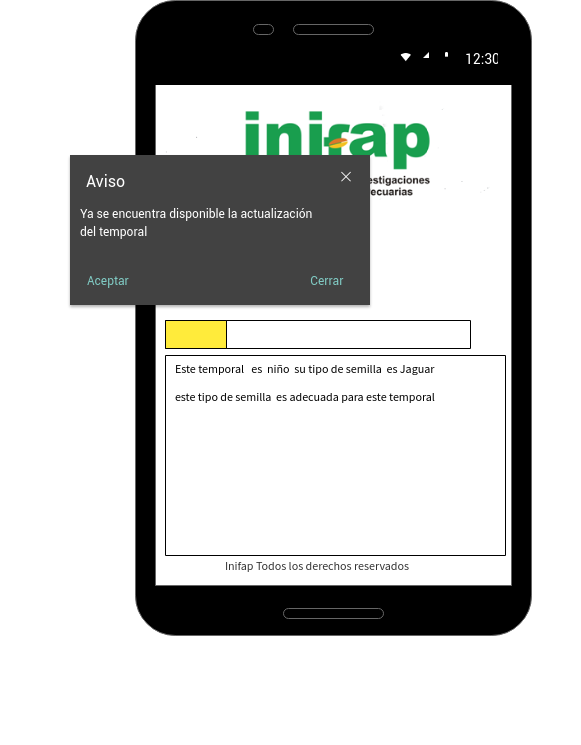 12:30
inifap
estigaciones
ecuarias
Aviso
Ya se encuentra disponible la actualización
del temporal
Aceptar Cerrar
Este temporal es niño su tipo de semilla es Jaguar
este tipo de semilla es adecuada para este temporal
Inifap Todos los derechos reservados